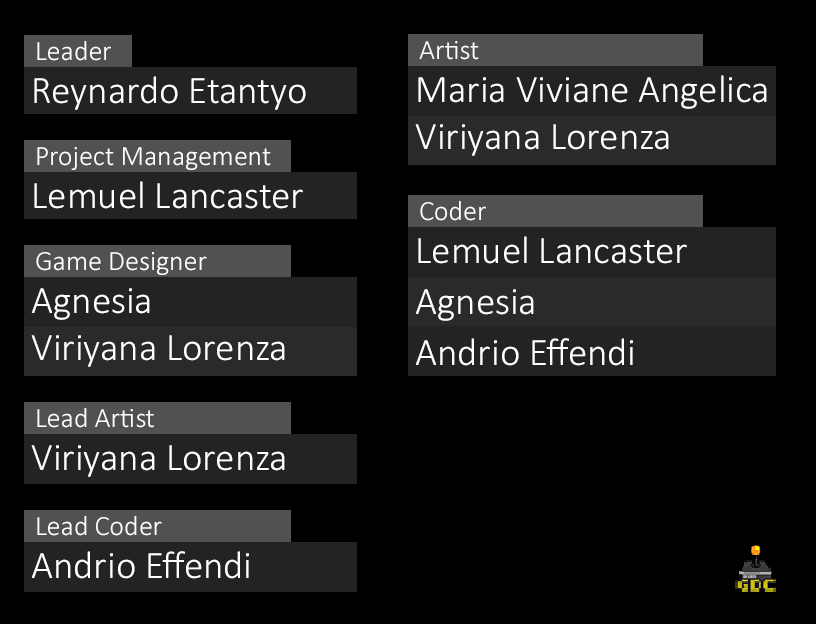 Leader
Reynardo Etantyo
Project Management
Lemuel Lancaster
Game Designer
Agnesia
Viriyana Lorenza
Lead Artist
Viriyana Lorenza
Lead Coder
Andrio Effendi
Artist
Maria Viviane Angelica
Viriyana Lorenza
Coder
Lemuel Lancaster
Agnesia
Andrio Effendi
GDC